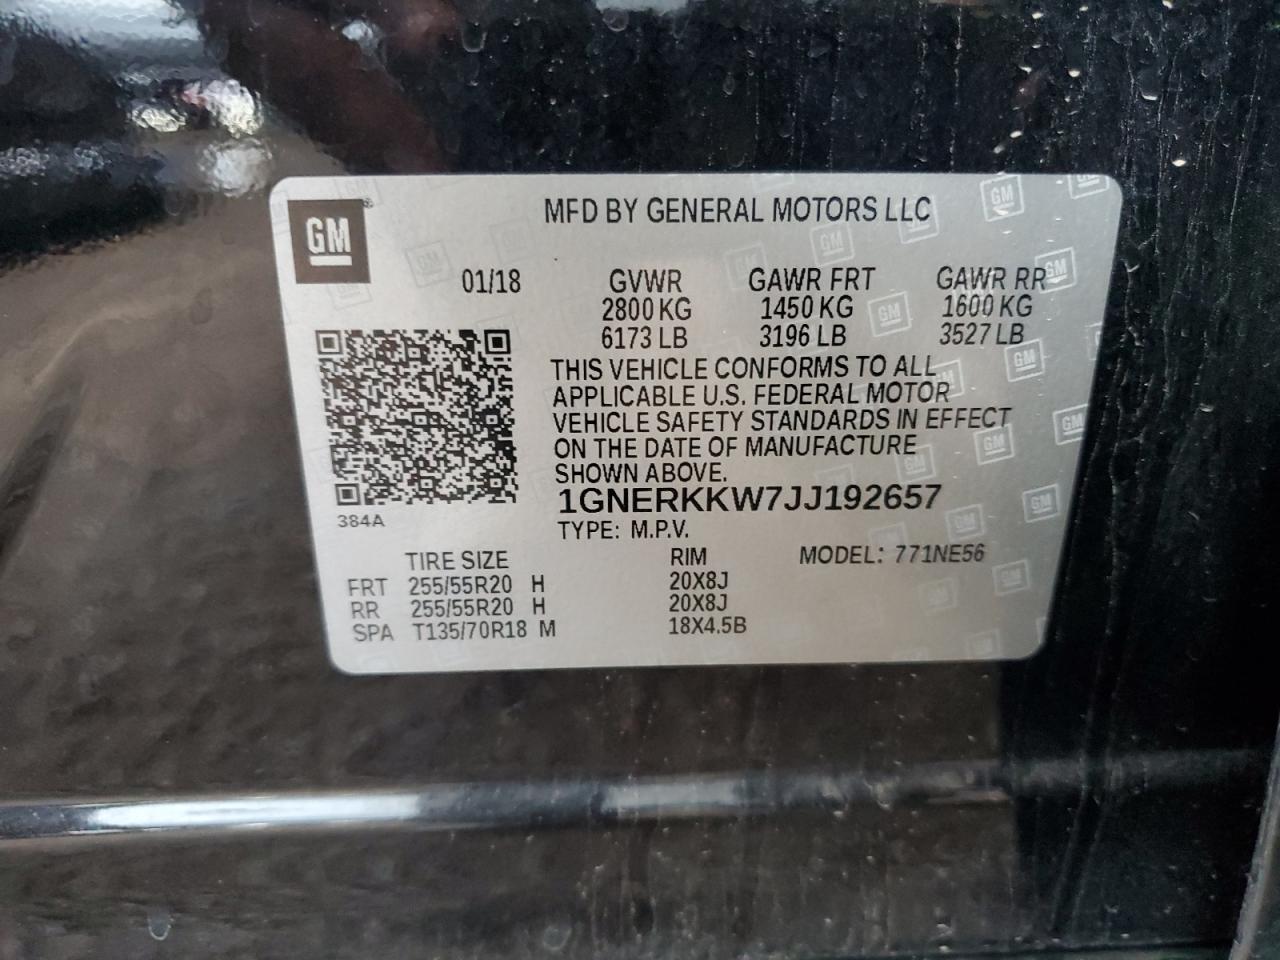 GM
®
MFD BY GENERAL MOTORS LLC
01/18 GVWR GAWR FRT GAWR RR
2800 KG 1450 KG 1600 KG
6173 LB 3196 LB 3527 LB
THIS VEHICLE CONFORMS TO ALL
APPLICABLE U.S. FEDERAL MOTOR
VEHICLE SAFETY STANDARDS IN EFFECT
ON THE DATE OF MANUFACTURE
SHOWN ABOVE.
1GNERKKW7JJ192657
384A
TYPE: M.P.V.
TIRE SIZE RIM MODEL: 771NE56
FRT 255/55R20 H 20X8J
RR 255/55R20 H 20X8J
SPA T135/70R18 M 18X4.5B